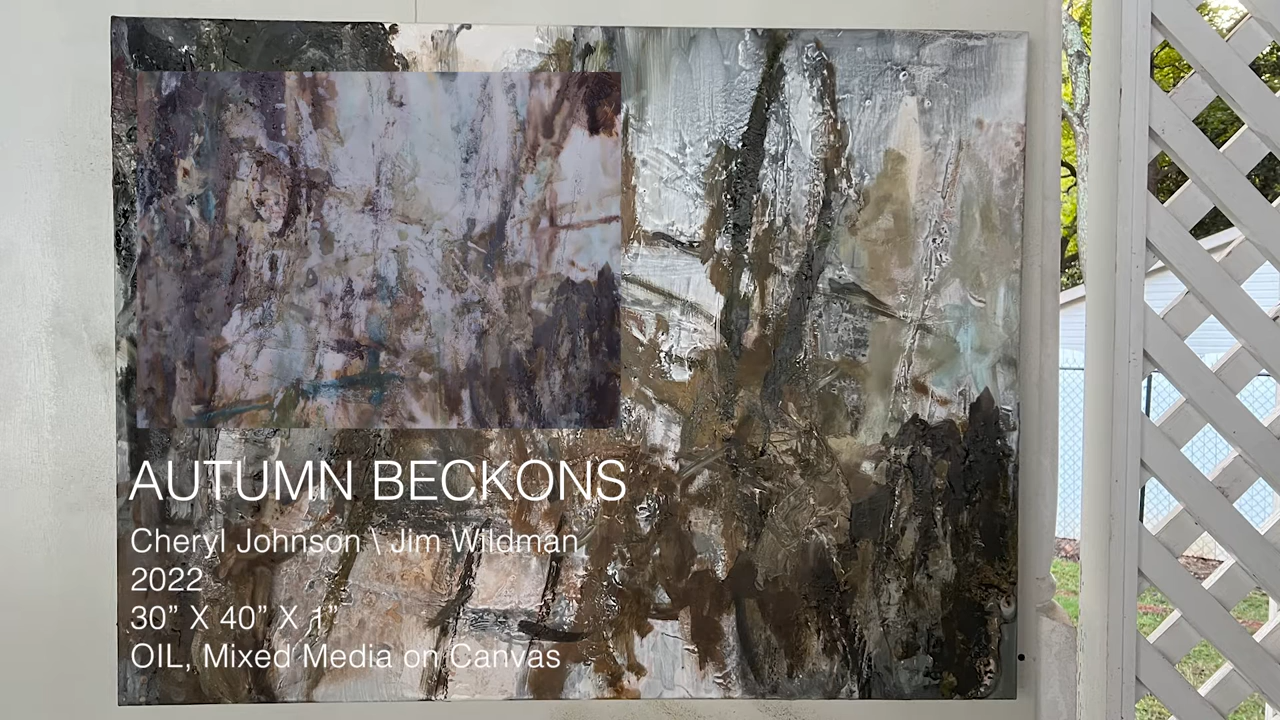 AUTUMN BECKONS
Cheryl Johnson \ Jim Wildman
2022
30” X 40” X 1”
OIL, Mixed Media on Canvas